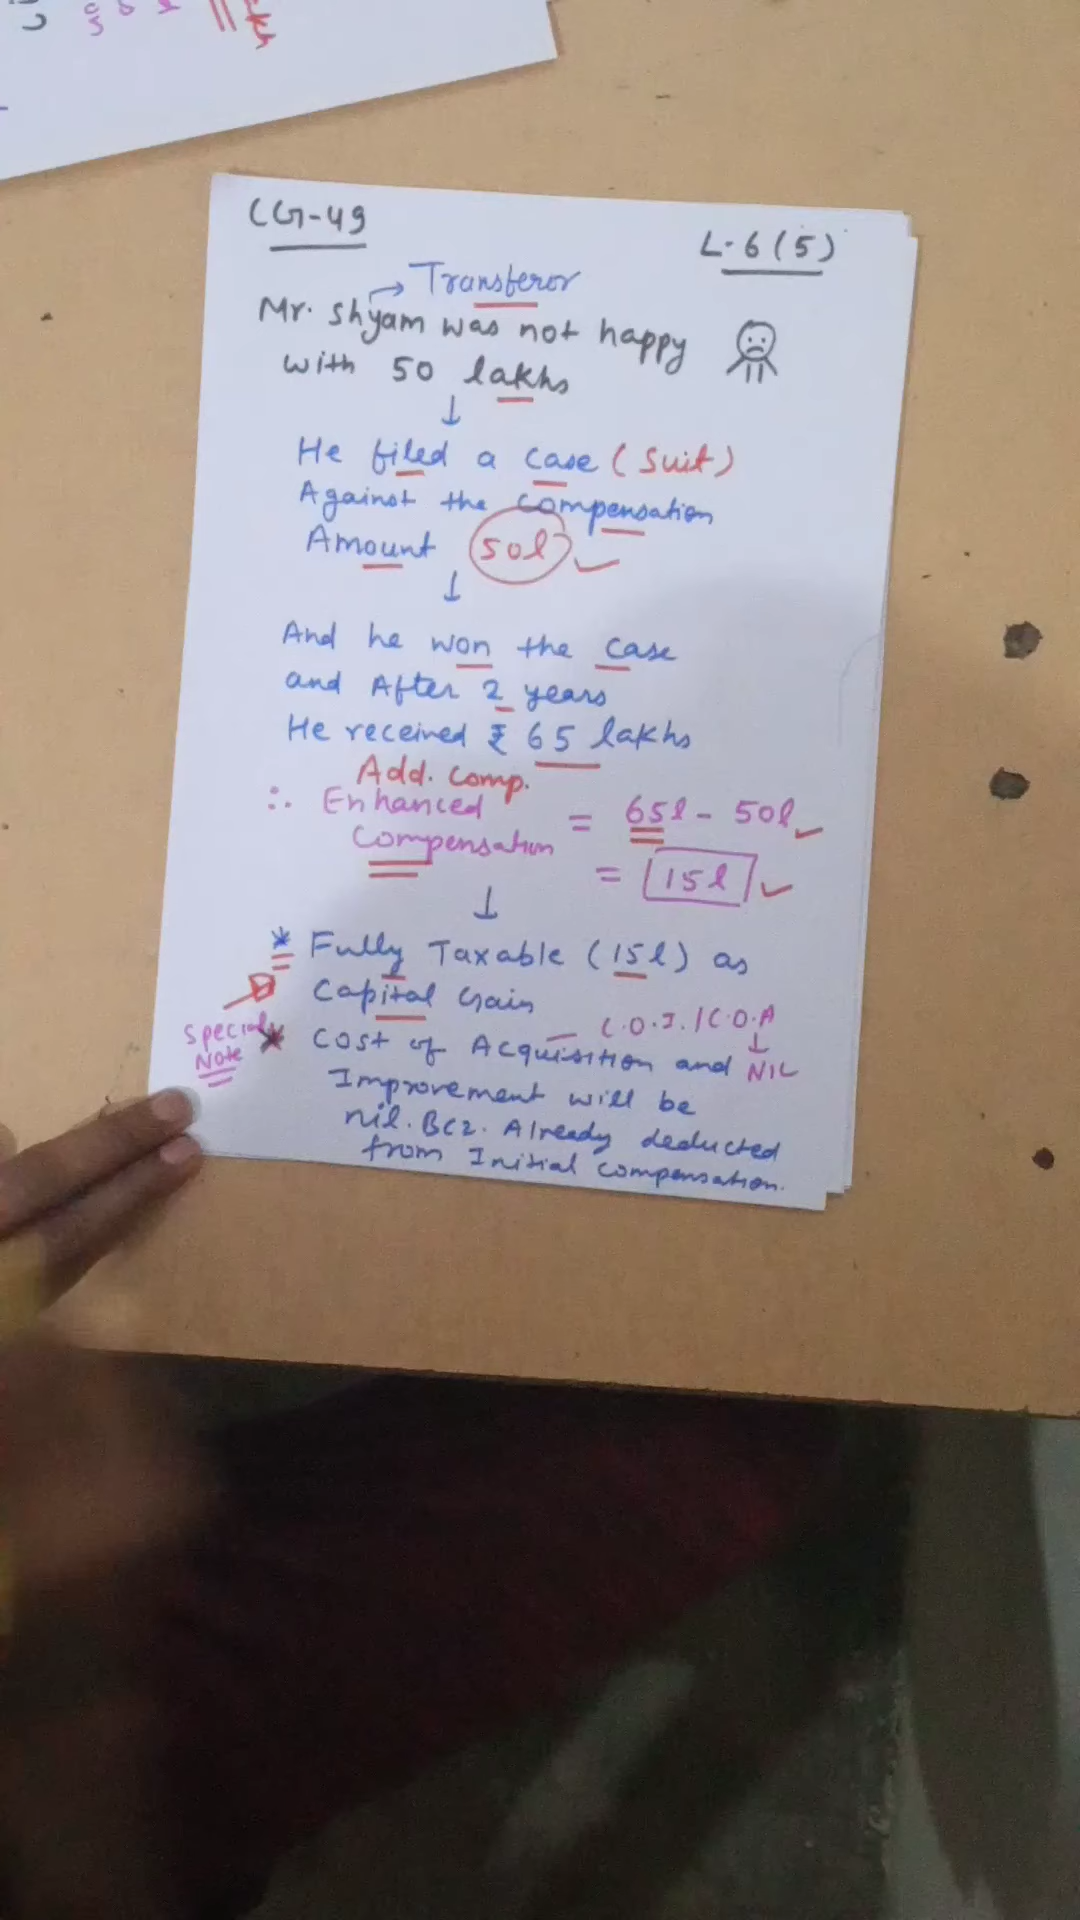 CG-49
L-6(5)
→ Transferor
Mr. Shyam was not happy
with 50 lakhs
↓
He filed a case (suit)
Against the compensation
Amount 50l ✓
↓
And he won the case
and After 2 years
He received ₹ 65 lakhs
Add. Comp.
∴ Enhanced
Compensation = 65l - 50l ✓
= 15l ✓
↓
* Fully Taxable (15l) as
Capital Gain
Special Note
- C.O.I./C.O.A
↓
NIL
* Cost of Acquisition and
Improvement will be
nil. Bcz. Already deducted
from Initial compensation.